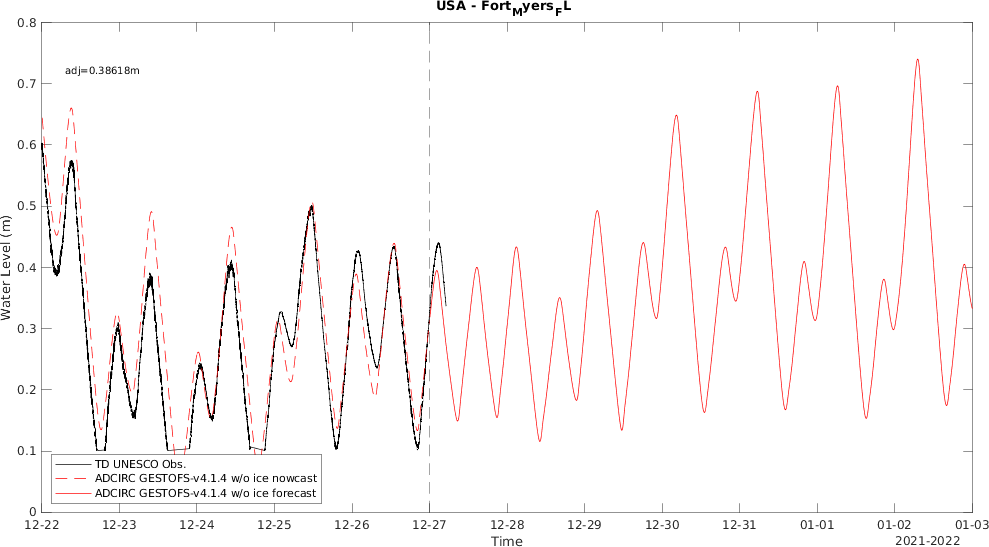 USA - Fort_Myers_FL
0.8
0.7
0.6
0.5
0.4
0.3
0.2
0.1
0
Water Level (m)
adj=0.38618m
TD UNESCO Obs.
ADCIRC GESTOFS-v4.1.4 w/o ice nowcast
ADCIRC GESTOFS-v4.1.4 w/o ice forecast
12-22 12-23 12-24 12-25 12-26 12-27 12-28 12-29 12-30 12-31 01-01 01-02 01-03
Time
2021-2022